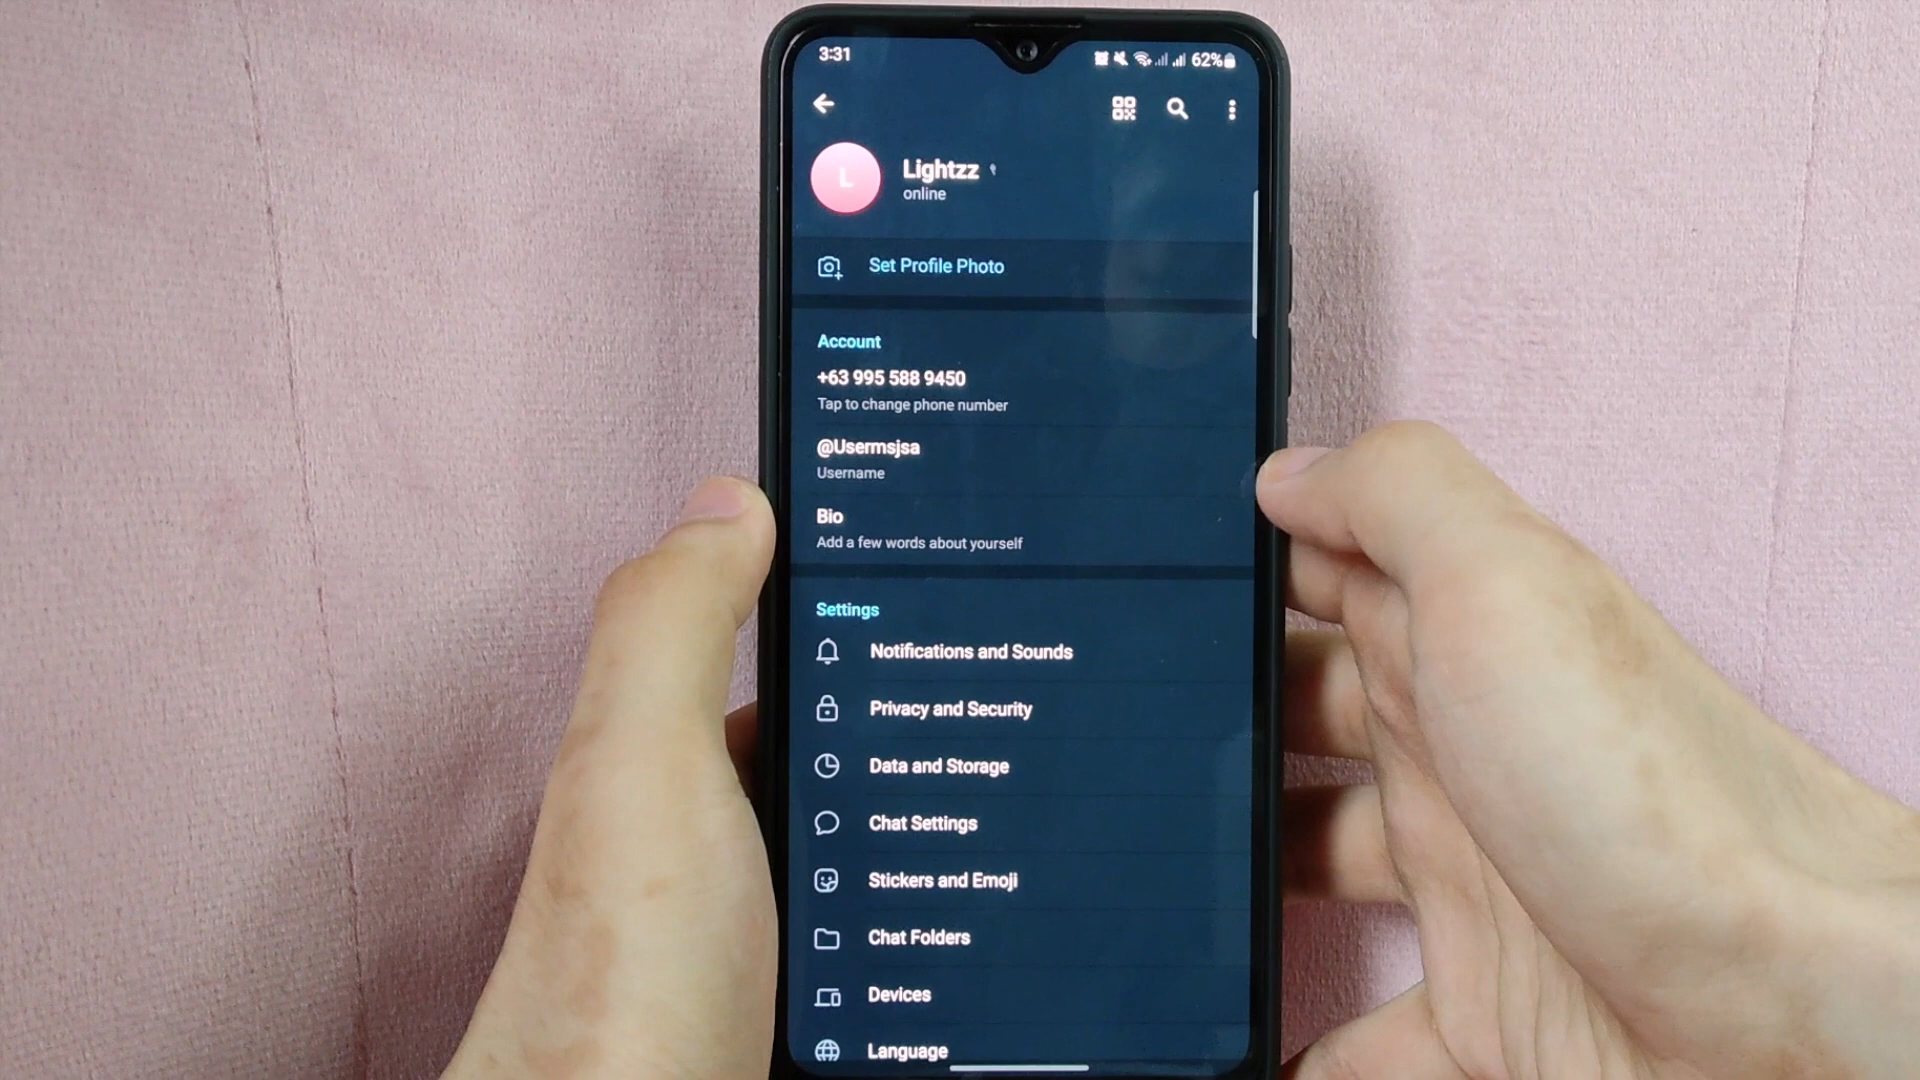 3:31
62%
L
Lightzz
online
Set Profile Photo
Account
+63 995 588 9450
Tap to change phone number
@Usermsjsa
Username
Bio
Add a few words about yourself
Settings
Notifications and Sounds
Privacy and Security
Data and Storage
Chat Settings
Stickers and Emoji
Chat Folders
Devices
Language